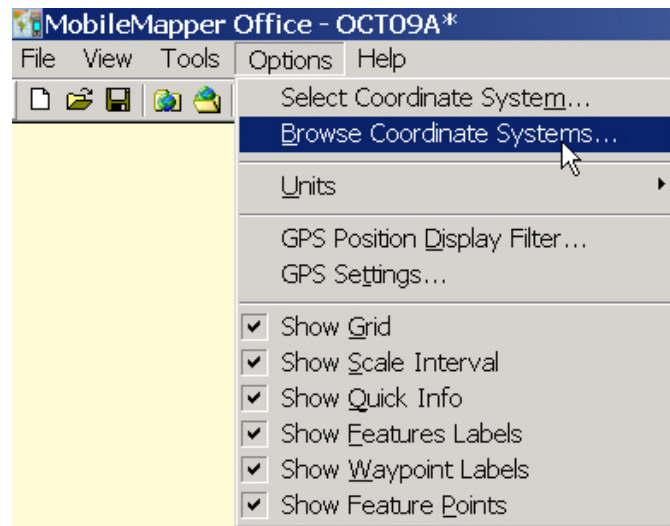 MobileMapper Office - OCT09A*
File View Tools Options Help
Select Coordinate System...
Browse Coordinate Systems...
Units
GPS Position Display Filter...
GPS Settings...
Show Grid
Show Scale Interval
Show Quick Info
Show Features Labels
Show Waypoint Labels
Show Feature Points